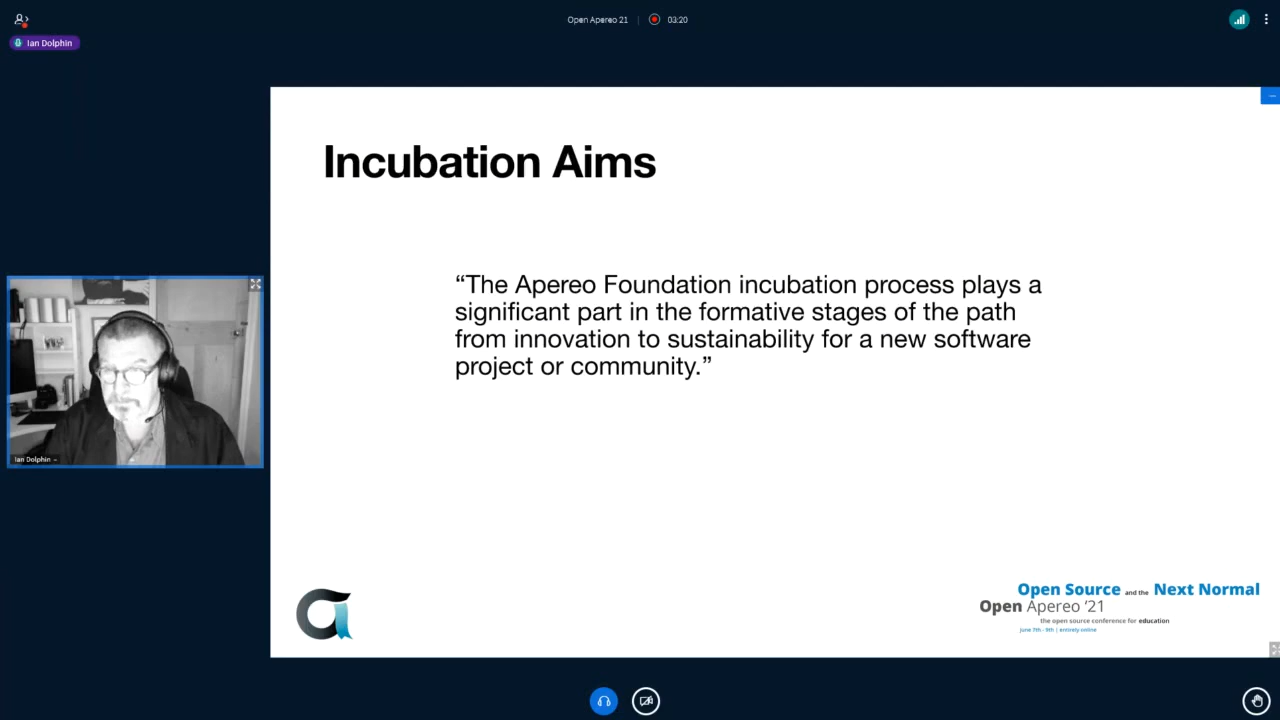 Open Apereo 21
03:20
Ian Dolphin
Incubation Aims
“The Apereo Foundation incubation process plays a
significant part in the formative stages of the path
from innovation to sustainability for a new software
project or community.”
Ian Dolphin
Open Source and the Next Normal
Open Apereo '21
the open source conference for education
June 7th - 9th | entirely online